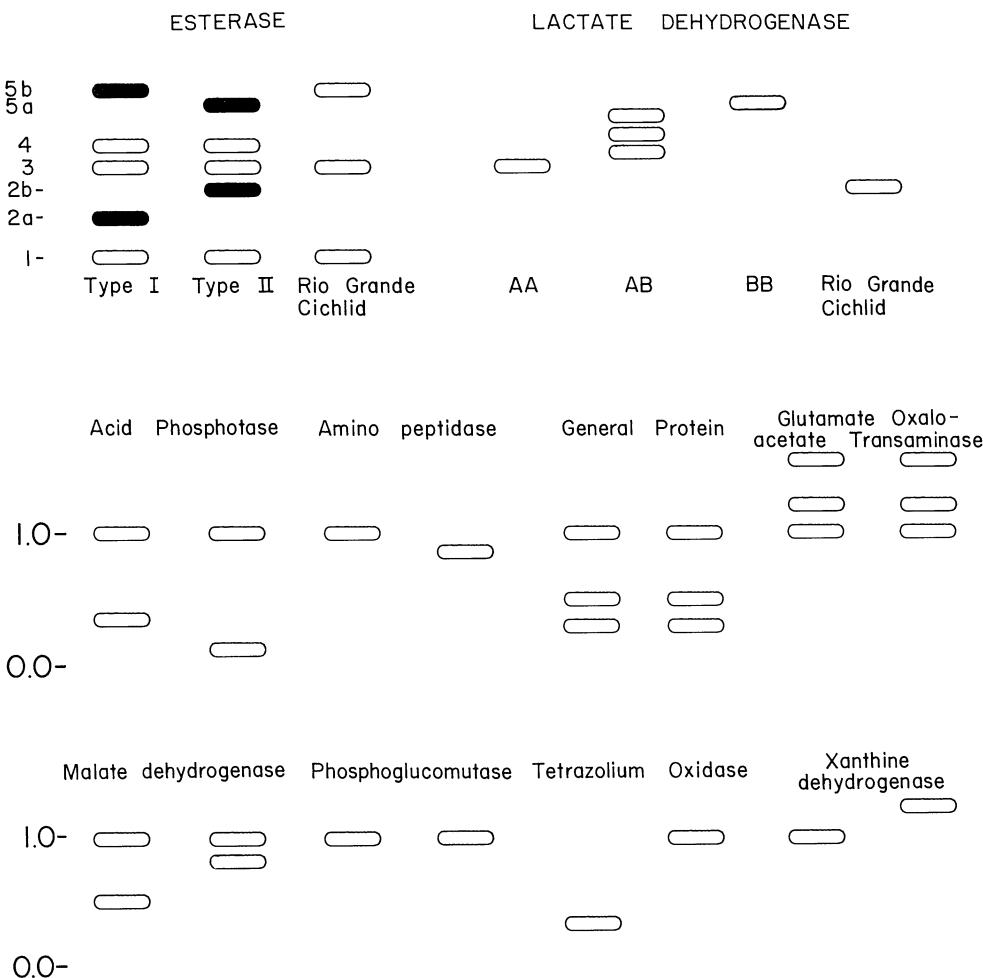 ESTERASE
LACTATE DEHYDROGENASE
5b
5a
4
3
2b-
2a-
1-
Type I
Type II
Rio Grande
Cichlid
AA
AB
BB
Rio Grande
Cichlid
Acid Phosphotase
Amino peptidase
General Protein
Glutamate Oxalo-
acetate Transaminase
1.0-
0.0-
Malate dehydrogenase
Phosphoglucomutase
Tetrazolium Oxidase
Xanthine
dehydrogenase
1.0-
0.0-